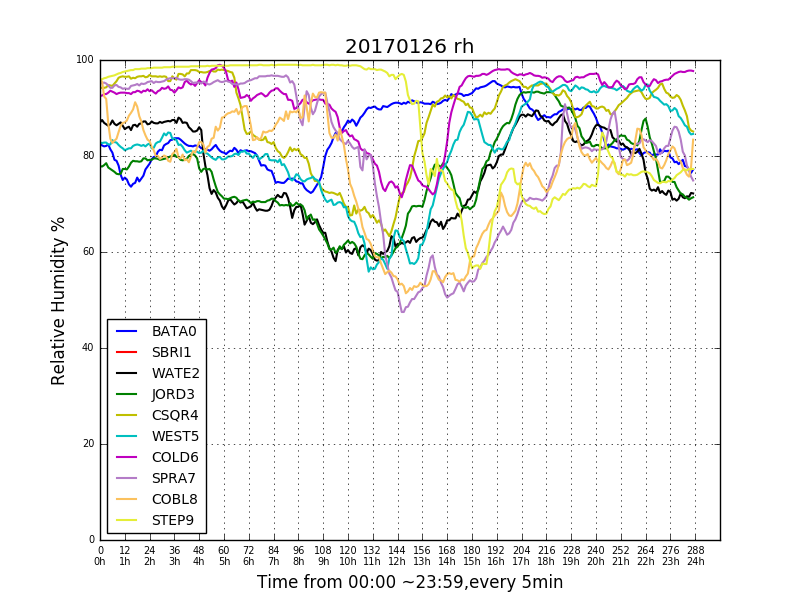 20170126 rh
100
80
60
40
20
0
Relative Humidity %
BATA0
SBRI1
WATE2
JORD3
CSQR4
WEST5
COLD6
SPRA7
COBL8
STEP9
0 12 24 36 48 60 72 84 96 108 120 132 144 156 168 180 192 204 216 228 240 252 264 276 288
0h 1h 2h 3h 4h 5h 6h 7h 8h 9h 10h 11h 12h 13h 14h 15h 16h 17h 18h 19h 20h 21h 22h 23h 24h
Time from 00:00 ~23:59,every 5min